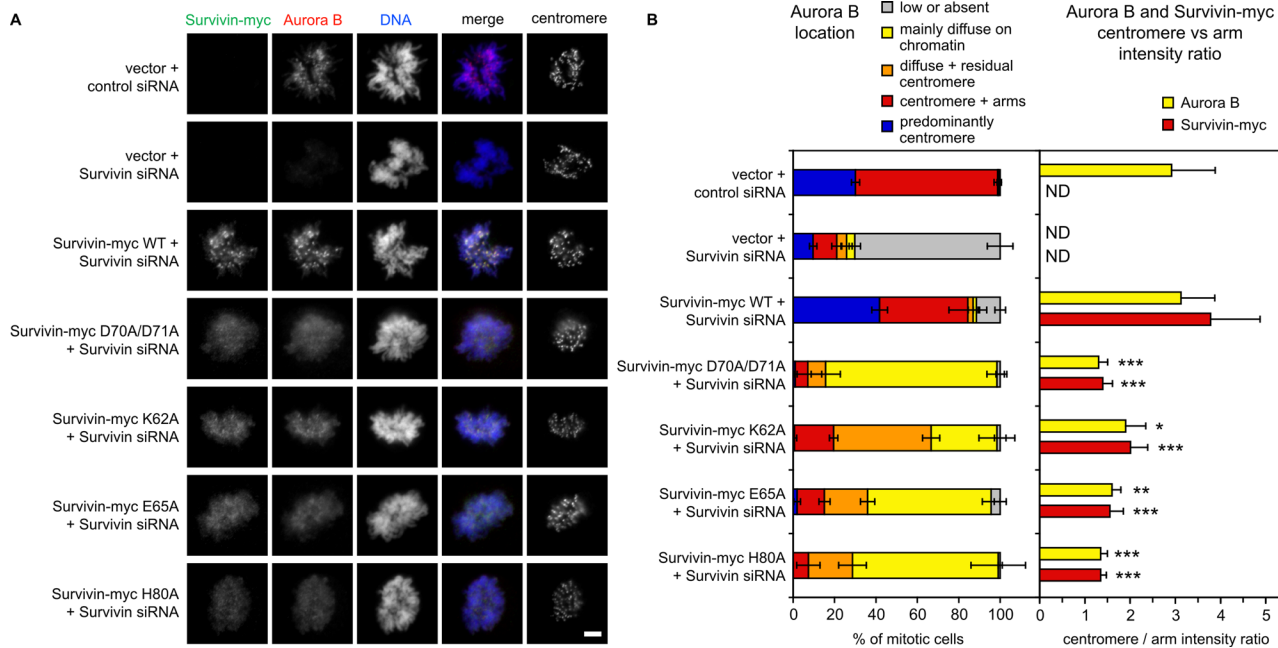 A
Survivin-myc
Aurora B
DNA
merge
centromere
vector +
control siRNA
vector +
Survivin siRNA
Survivin-myc WT +
Survivin siRNA
Survivin-myc D70A/D71A
+ Survivin siRNA
Survivin-myc K62A
+ Survivin siRNA
Survivin-myc E65A
+ Survivin siRNA
Survivin-myc H80A
+ Survivin siRNA
B
Aurora B
location
low or absent
mainly diffuse on
chromatin
diffuse + residual
centromere
centromere + arms
predominantly
centromere
Aurora B and Survivin-myc
centromere vs arm
intensity ratio
Aurora B
Survivin-myc
vector +
control siRNA
ND
vector +
Survivin siRNA
ND
ND
Survivin-myc WT +
Survivin siRNA
Survivin-myc D70A/D71A
+ Survivin siRNA
***
***
Survivin-myc K62A
+ Survivin siRNA
*
***
Survivin-myc E65A
+ Survivin siRNA
**
***
Survivin-myc H80A
+ Survivin siRNA
***
***
0 20 40 60 80 100
% of mitotic cells
0 1 2 3 4 5
centromere / arm intensity ratio